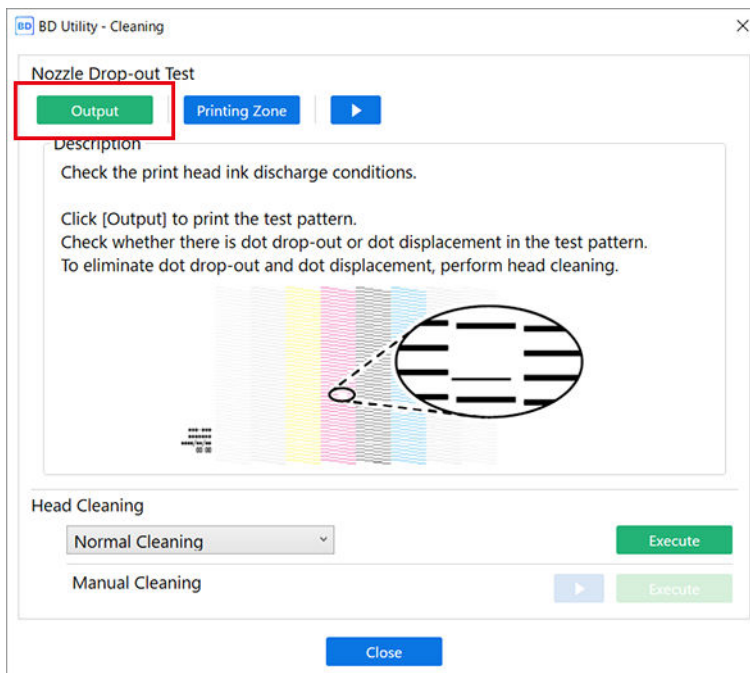 BD BD Utility - Cleaning
Nozzle Drop-out Test
Output Printing Zone
Description
Check the print head ink discharge conditions.
Click [Output] to print the test pattern.
Check whether there is dot drop-out or dot displacement in the test pattern.
To eliminate dot drop-out and dot displacement, perform head cleaning.
Head Cleaning
Normal Cleaning Execute
Manual Cleaning Execute
Close